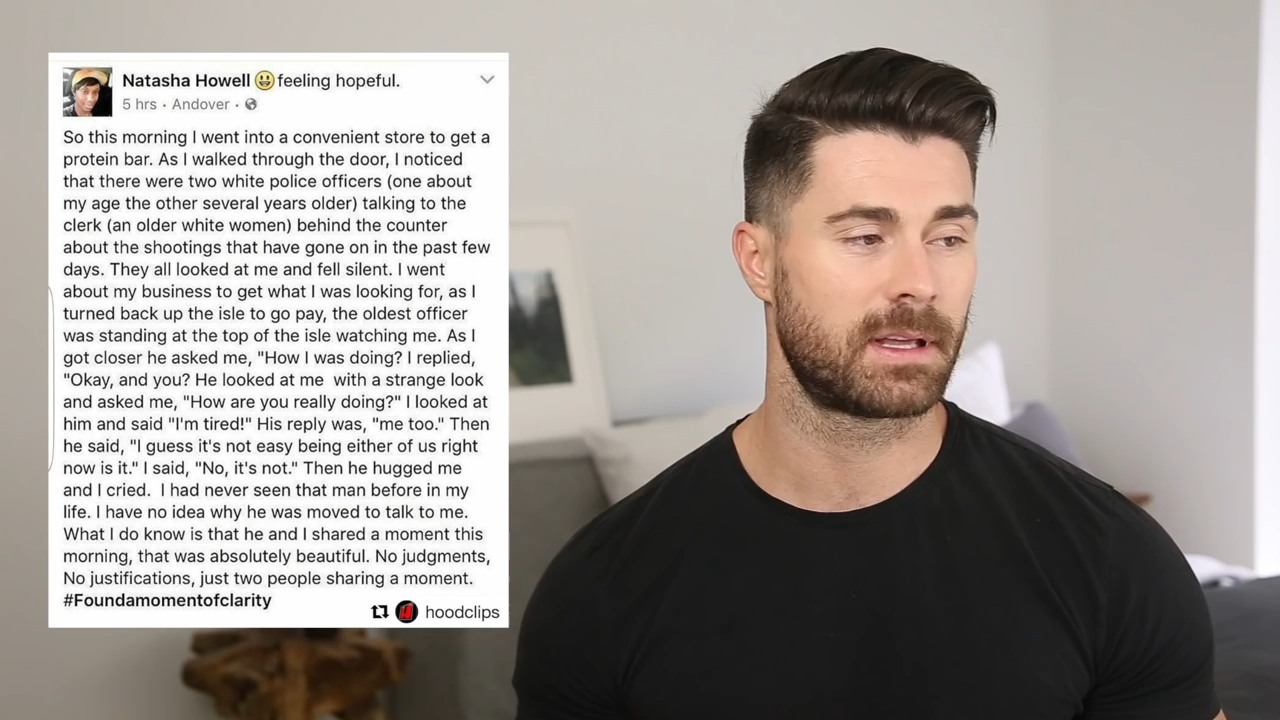 Natasha Howell 😃 feeling hopeful.
5 hrs · Andover ·
So this morning I went into a convenient store to get a
protein bar. As I walked through the door, I noticed
that there were two white police officers (one about
my age the other several years older) talking to the
clerk (an older white women) behind the counter
about the shootings that have gone on in the past few
days. They all looked at me and fell silent. I went
about my business to get what I was looking for, as I
turned back up the isle to go pay, the oldest officer
was standing at the top of the isle watching me. As I
got closer he asked me, "How I was doing? I replied,
"Okay, and you? He looked at me  with a strange look
and asked me, "How are you really doing?" I looked at
him and said "I'm tired!" His reply was, "me too." Then
he said, "I guess it's not easy being either of us right
now is it." I said, "No, it's not." Then he hugged me
and I cried.  I had never seen that man before in my
life. I have no idea why he was moved to talk to me.
What I do know is that he and I shared a moment this
morning, that was absolutely beautiful. No judgments,
No justifications, just two people sharing a moment.
#Foundamomentofclarity
hoodclips